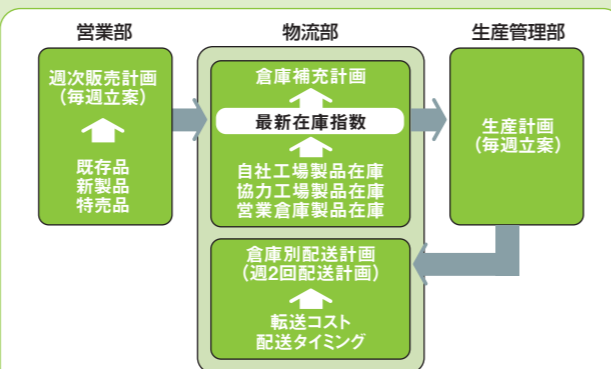 営業部
週次販売計画
(毎週立案)
既存品
新製品
特売品
物流部
倉庫補充計画
最新在庫指数
自社工場製品在庫
協力工場製品在庫
営業倉庫製品在庫
倉庫別配送計画
(週2回配送計画)
転送コスト
配送タイミング
生産管理部
生産計画
(毎週立案)